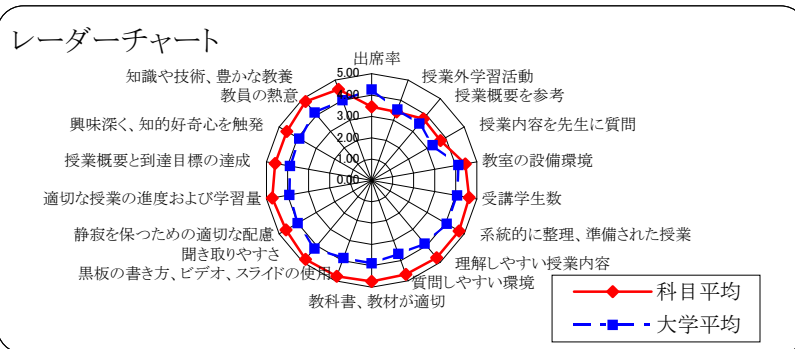 レーダーチャート
出席率
授業外学習活動
授業概要を参考
授業内容を先生に質問
教室の設備環境
受講学生数
系統的に整理、準備された授業
理解しやすい授業内容
質問しやすい環境
教科書、教材が適切
黒板の書き方、ビデオ、スライドの使用
聞き取りやすさ
静寂を保つための適切な配慮
適切な授業の進度および学習量
授業概要と到達目標の達成
興味深く、知的好奇心を触発
教員の熱意
知識や技術、豊かな教養
5.00
4.00
3.00
2.00
1.00
0.00
科目平均
大学平均